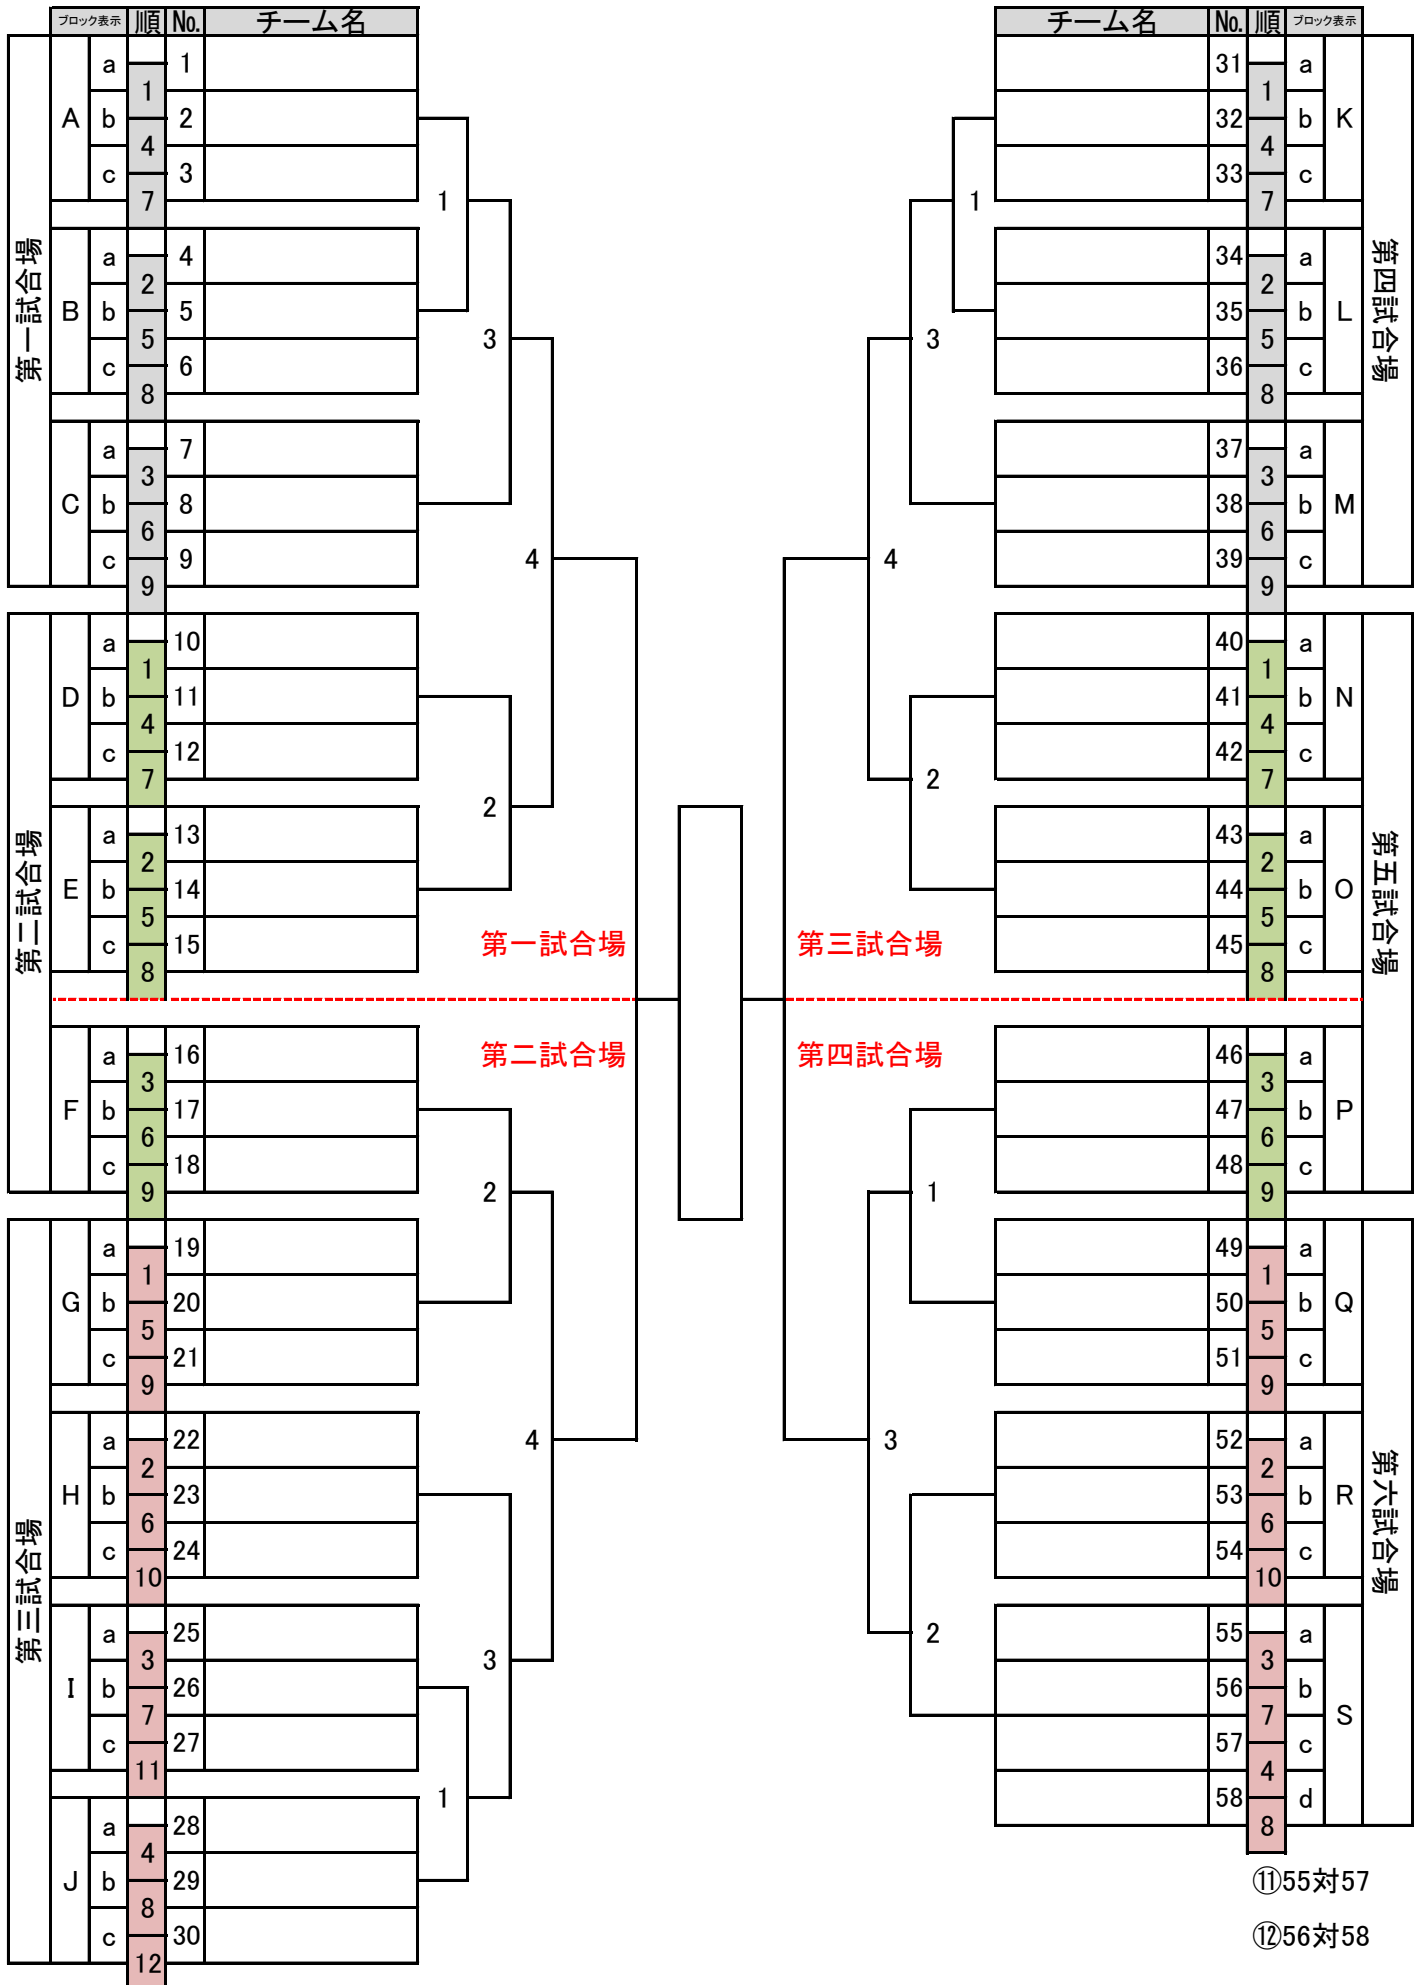 ブロック表示 順 No. チーム名
チーム名 No. 順 ブロック表示
第一試合場
A
a 1
1
b 2
4
c 3
7
B
a 4
2
b 5
5
c 6
8
C
a 7
3
b 8
6
c 9
9
第二試合場
D
a 10
1
b 11
4
c 12
7
E
a 13
2
b 14
5
c 15
8
F
a 16
3
b 17
6
c 18
9
第三試合場
G
a 19
1
b 20
5
c 21
9
H
a 22
2
b 23
6
c 24
10
I
a 25
3
b 26
7
c 27
11
J
a 28
4
b 29
8
c 30
12
1
3
4
2
第一試合場
第二試合場
2
4
3
1
1
3
4
2
第三試合場
第四試合場
1
3
2
第四試合場
K
31 a
1
32 b
4
33 c
7
L
34 a
2
35 b
5
36 c
8
M
37 a
3
38 b
6
39 c
9
第五試合場
N
40 a
1
41 b
4
42 c
7
O
43 a
2
44 b
5
45 c
8
P
46 a
3
47 b
6
48 c
9
第六試合場
Q
49 a
1
50 b
5
51 c
9
R
52 a
2
53 b
6
54 c
10
S
55 a
3
56 b
7
57 c
4
58 d
8
⑪55対57
⑫56対58